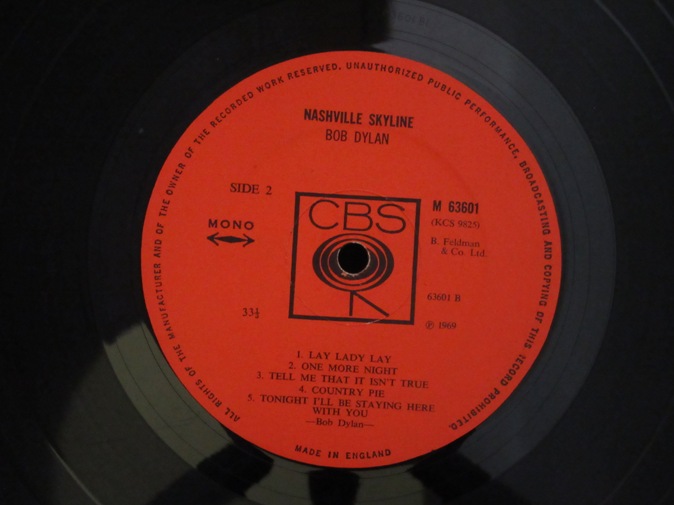 ALL RIGHTS OF THE MANUFACTURER AND OF THE OWNER OF THE RECORDED WORK RESERVED. UNAUTHORIZED PUBLIC PERFORMANCE, BROADCASTING AND COPYING OF THIS RECORD PROHIBITED.
NASHVILLE SKYLINE
BOB DYLAN
SIDE 2
MONO
33⅓
CBS
M 63601
(KCS 9825)
B. Feldman
& Co. Ltd.
63601 B
℗ 1969
1. LAY LADY LAY
2. ONE MORE NIGHT
3. TELL ME THAT IT ISN'T TRUE
4. COUNTRY PIE
5. TONIGHT I'LL BE STAYING HERE
WITH YOU
—Bob Dylan—
MADE IN ENGLAND